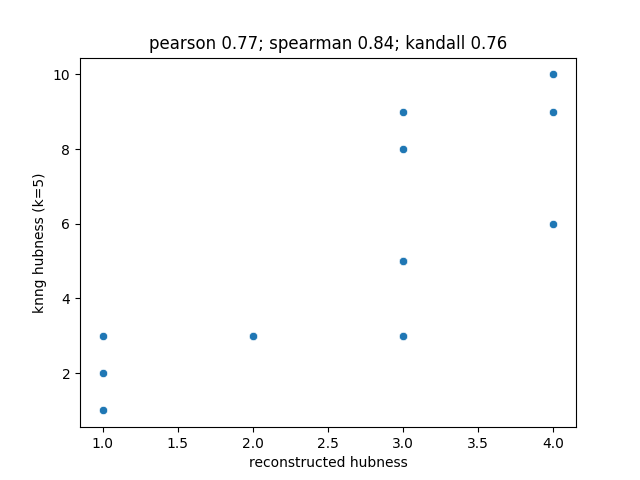 pearson 0.77; spearman 0.84; kandall 0.76
10
8
6
4
2
knng hubness (k=5)
1.0 1.5 2.0 2.5 3.0 3.5 4.0
reconstructed hubness